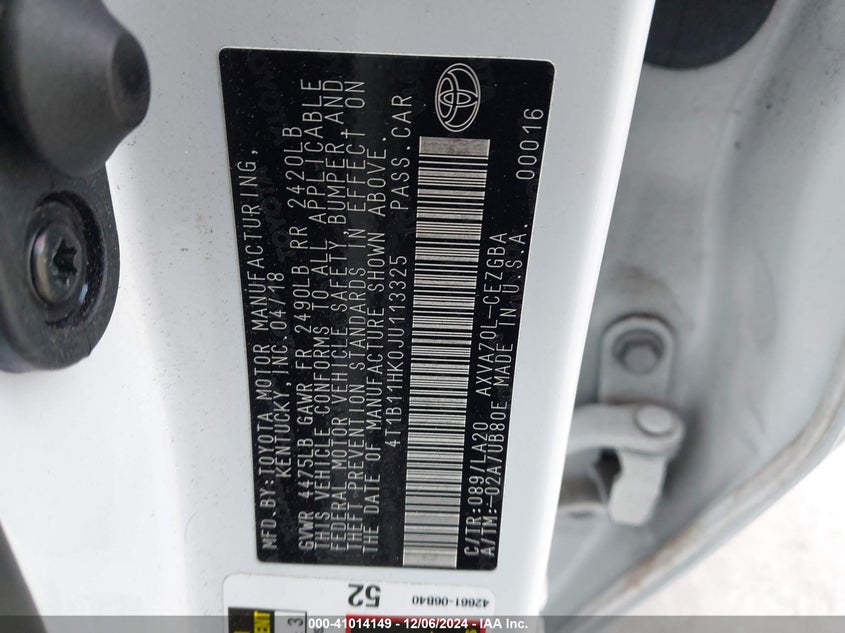 MFD.BY:TOYOTA MOTOR MANUFACTURING,
KENTUCKY, INC. 04/18
GVWR 4475LB GAWR FR 2490LB RR 2420LB
THIS VEHICLE CONFORMS TO ALL APPLICABLE
FEDERAL MOTOR VEHICLE SAFETY, BUMPER, AND
THEFT PREVENTION STANDARDS IN EFFECT ON
THE DATE OF MANUFACTURE SHOWN ABOVE.
4T1B11HK0JU113325 PASS.CAR
C/TR:089/LA20 AXVA70L-CEZGBA
A/TM:-02A/UB80E MADE IN U.S.A.
00016
52
42661-06B40
3
000-41014149 - 12/06/2024 - IAA Inc.